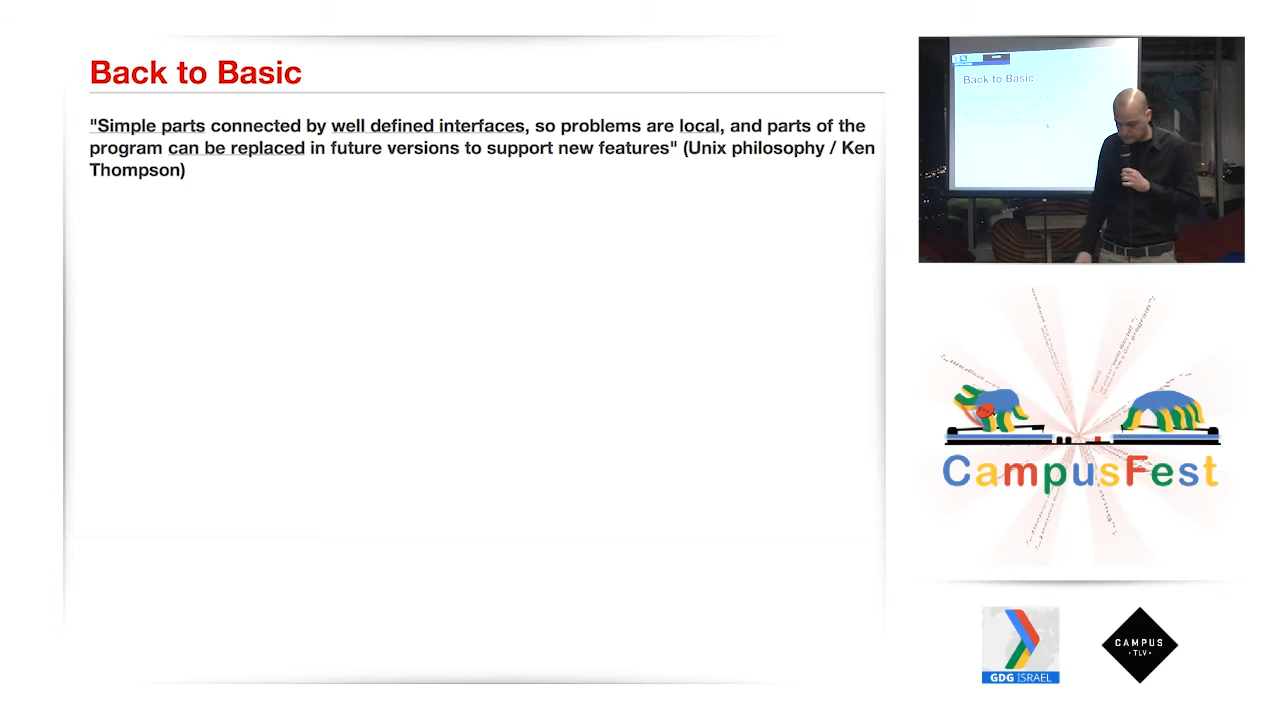 Back to Basic
"Simple parts connected by well defined interfaces, so problems are local, and parts of the
program can be replaced in future versions to support new features" (Unix philosophy / Ken
Thompson)
Back to Basic
CampusFest
GDG ISRAEL
CAMPUS
TLV